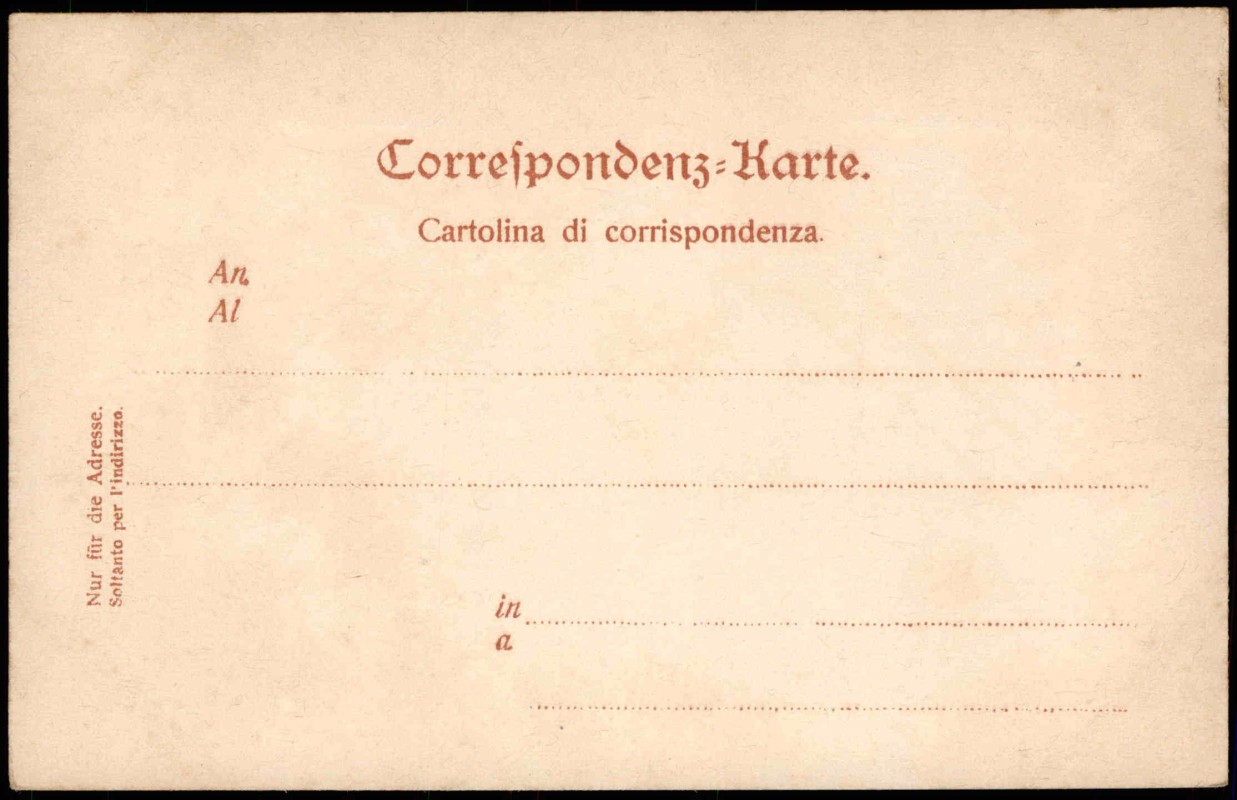 Correſpondenz-Karte.
Cartolina di corrispondenza.
An
Al
Nur für die Adresse.
Soltanto per l'indirizzo.
in
a